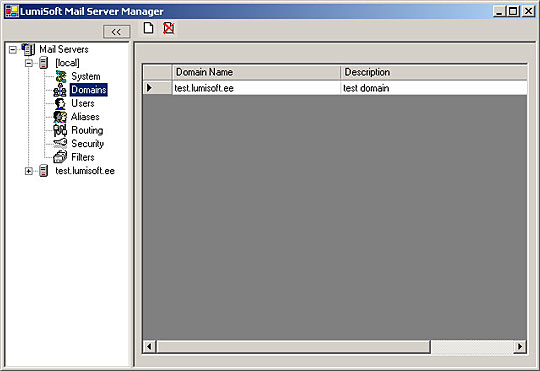 LumiSoft Mail Server Manager
<<
Mail Servers
[local]
System
Domains
Users
Aliases
Routing
Security
Filters
test.lumisoft.ee
Domain Name Description
test.lumisoft.ee test domain